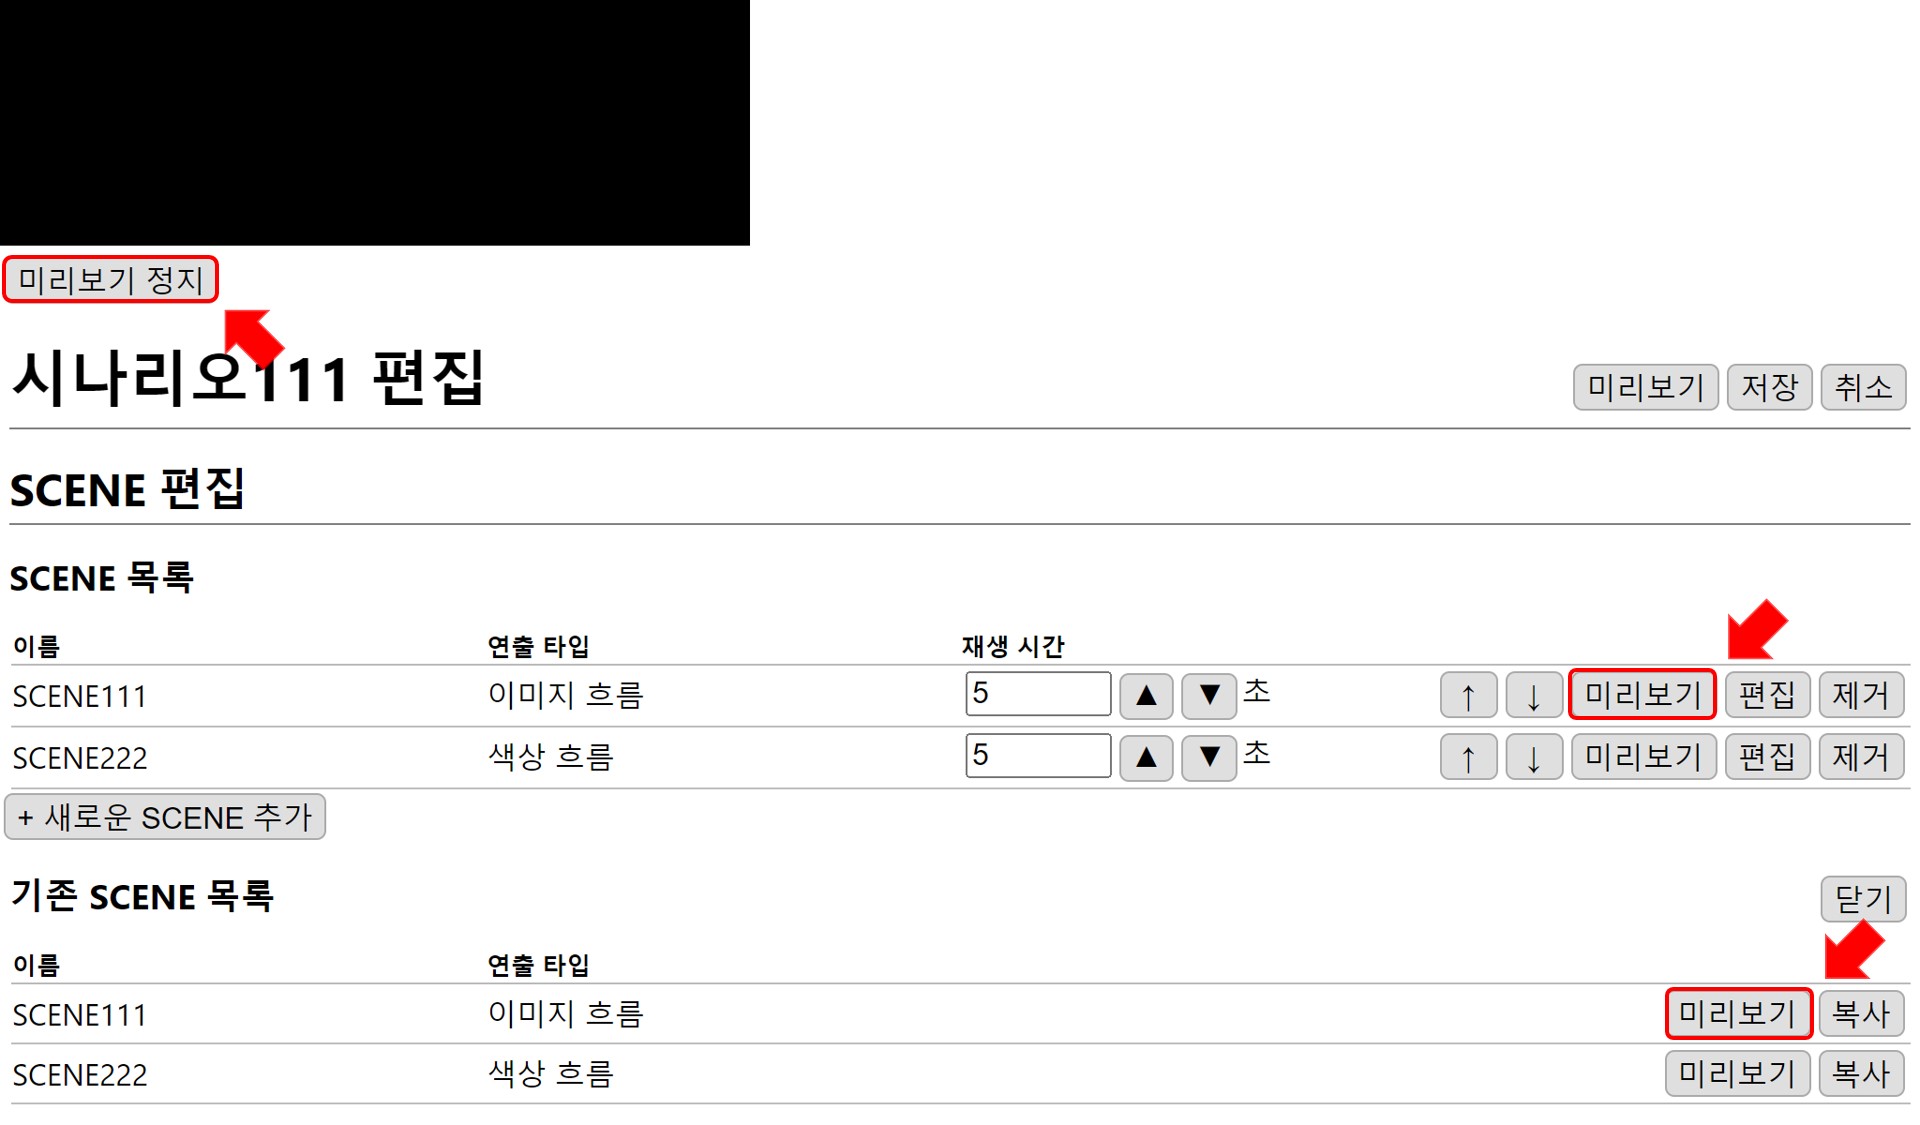 미리보기 정지
시나리오111 편집 미리보기 저장 취소
SCENE 편집
SCENE 목록
이름 연출 타입 재생 시간
SCENE111 이미지 흐름 5 ▲ ▼ 초 ↑ ↓ 미리보기 편집 제거
SCENE222 색상 흐름 5 ▲ ▼ 초 ↑ ↓ 미리보기 편집 제거
+ 새로운 SCENE 추가
기존 SCENE 목록 닫기
이름 연출 타입
SCENE111 이미지 흐름 미리보기 복사
SCENE222 색상 흐름 미리보기 복사